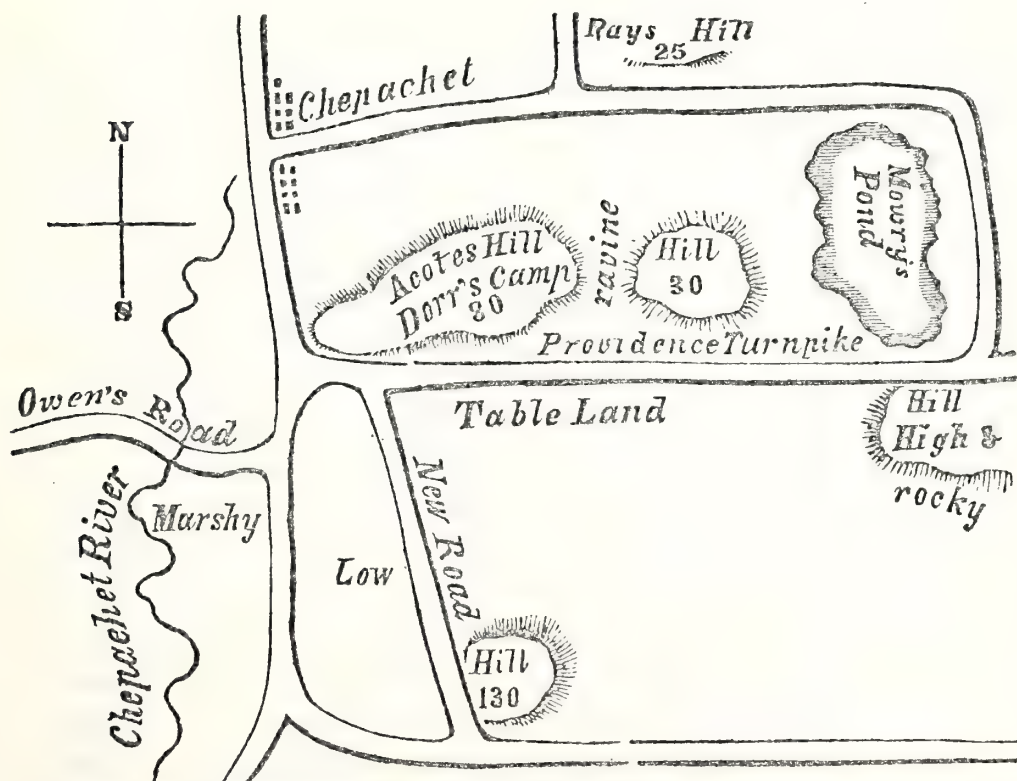 Rays Hill
25
Chepachet
N
S
Mowry's
Pond
Acotes Hill
Dorr's Camp
80
ravine
Hill
30
Providence Turnpike
Owen's Road
Table Land
Hill
High &
rocky
Chepachet River
Marshy
New Road
Low
Hill
130